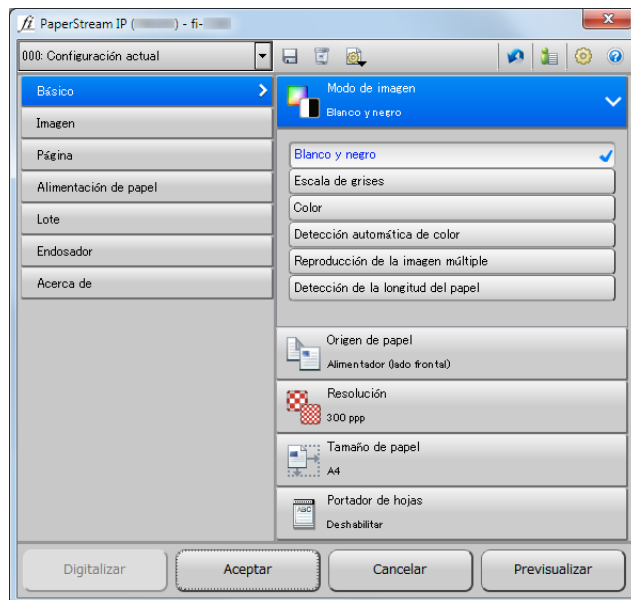 fi PaperStream IP ( ) - fi-
000: Configuración actual
Básico
Imagen
Página
Alimentación de papel
Lote
Endosador
Acerca de
Modo de imagen
Blanco y negro
Blanco y negro
Escala de grises
Color
Detección automática de color
Reproducción de la imagen múltiple
Detección de la longitud del papel
Origen de papel
Alimentador (lado frontal)
Resolución
300 ppp
Tamaño de papel
A4
ABC
Portador de hojas
Deshabilitar
Digitalizar
Aceptar
Cancelar
Previsualizar